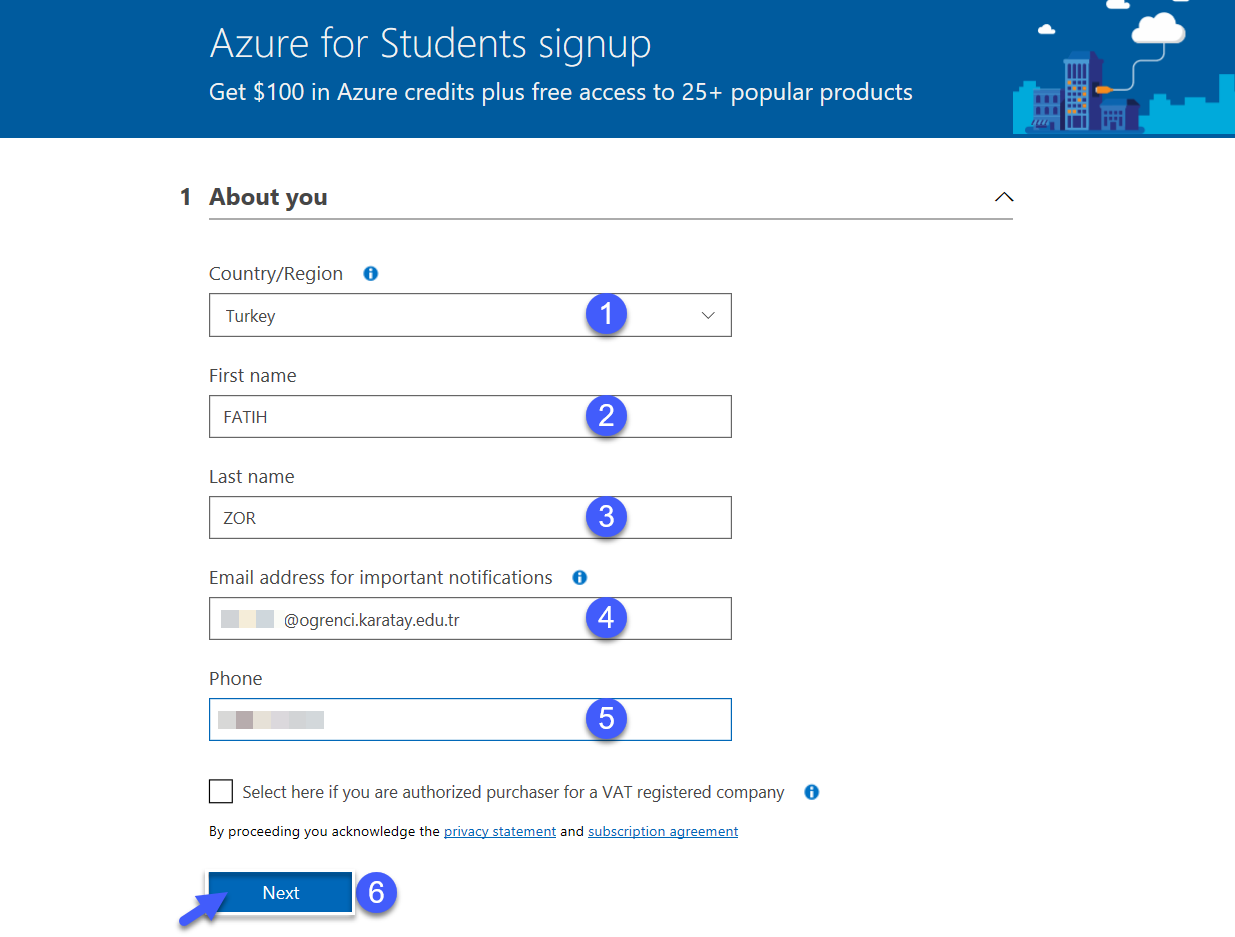 Azure for Students signup
Get $100 in Azure credits plus free access to 25+ popular products
1 About you
Country/Region
Turkey 1
First name
FATIH 2
Last name
ZOR 3
Email address for important notifications
@ogrenci.karatay.edu.tr 4
Phone
5
Select here if you are authorized purchaser for a VAT registered company
By proceeding you acknowledge the privacy statement and subscription agreement
Next 6